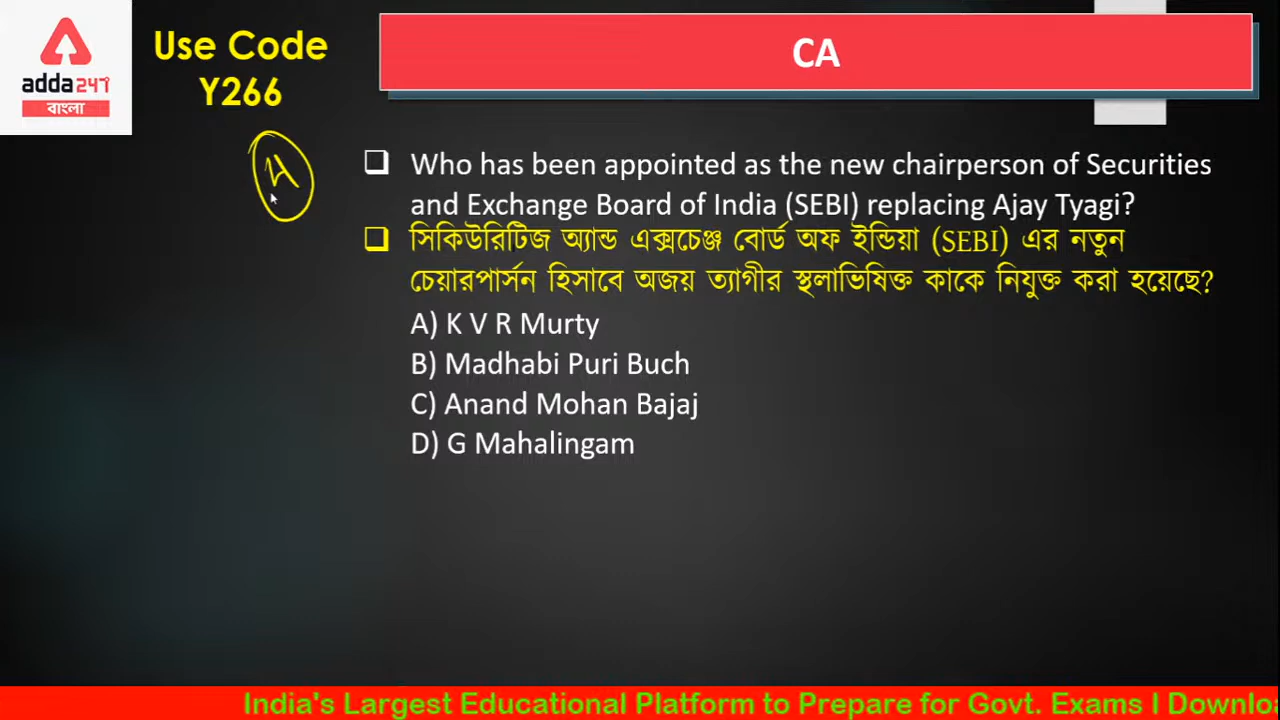 adda247
বাংলা
Use Code
Y266
CA
Who has been appointed as the new chairperson of Securities
and Exchange Board of India (SEBI) replacing Ajay Tyagi?
সিকিউরিটিজ অ্যান্ড এক্সচেঞ্জ বোর্ড অফ ইন্ডিয়া (SEBI) এর নতুন
চেয়ারপার্সন হিসাবে অজয় ত্যাগীর স্থলাভিষিক্ত কাকে নিযুক্ত করা হয়েছে?
A) K V R Murty
B) Madhabi Puri Buch
C) Anand Mohan Bajaj
D) G Mahalingam
India's Largest Educational Platform to Prepare for Govt. Exams I Downlo